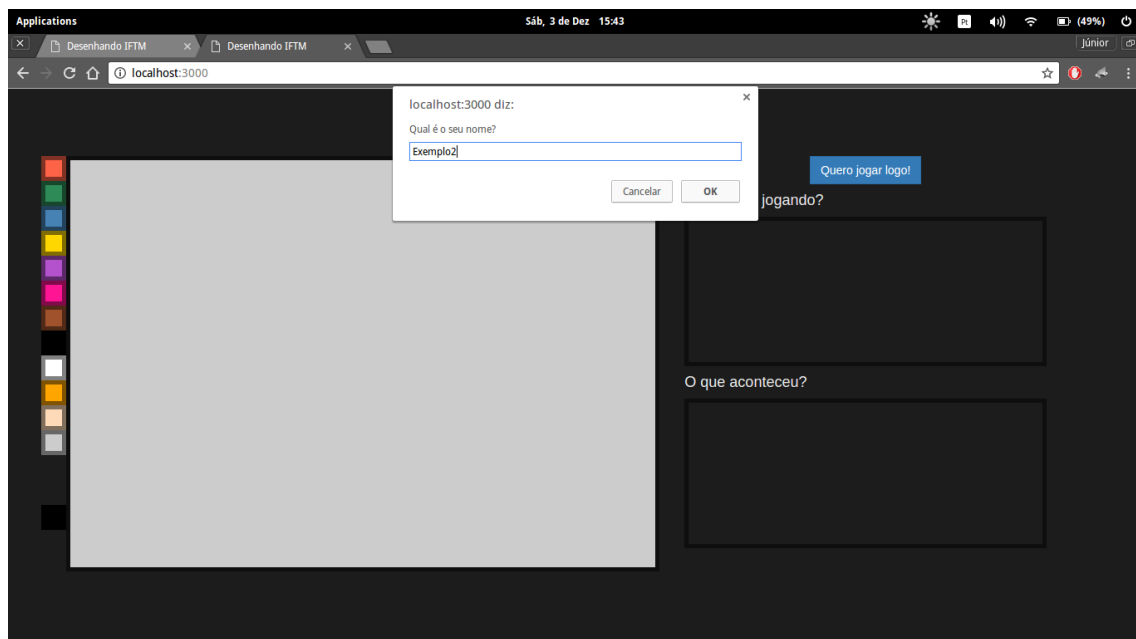 Applications
Sáb, 3 de Dez 15:43
Pt
(49%)
Desenhando IFTM
Desenhando IFTM
Júnior
localhost:3000
localhost:3000 diz:
Qual é o seu nome?
Exemplo2
Cancelar
OK
Quero jogar logo!
jogando?
O que aconteceu?